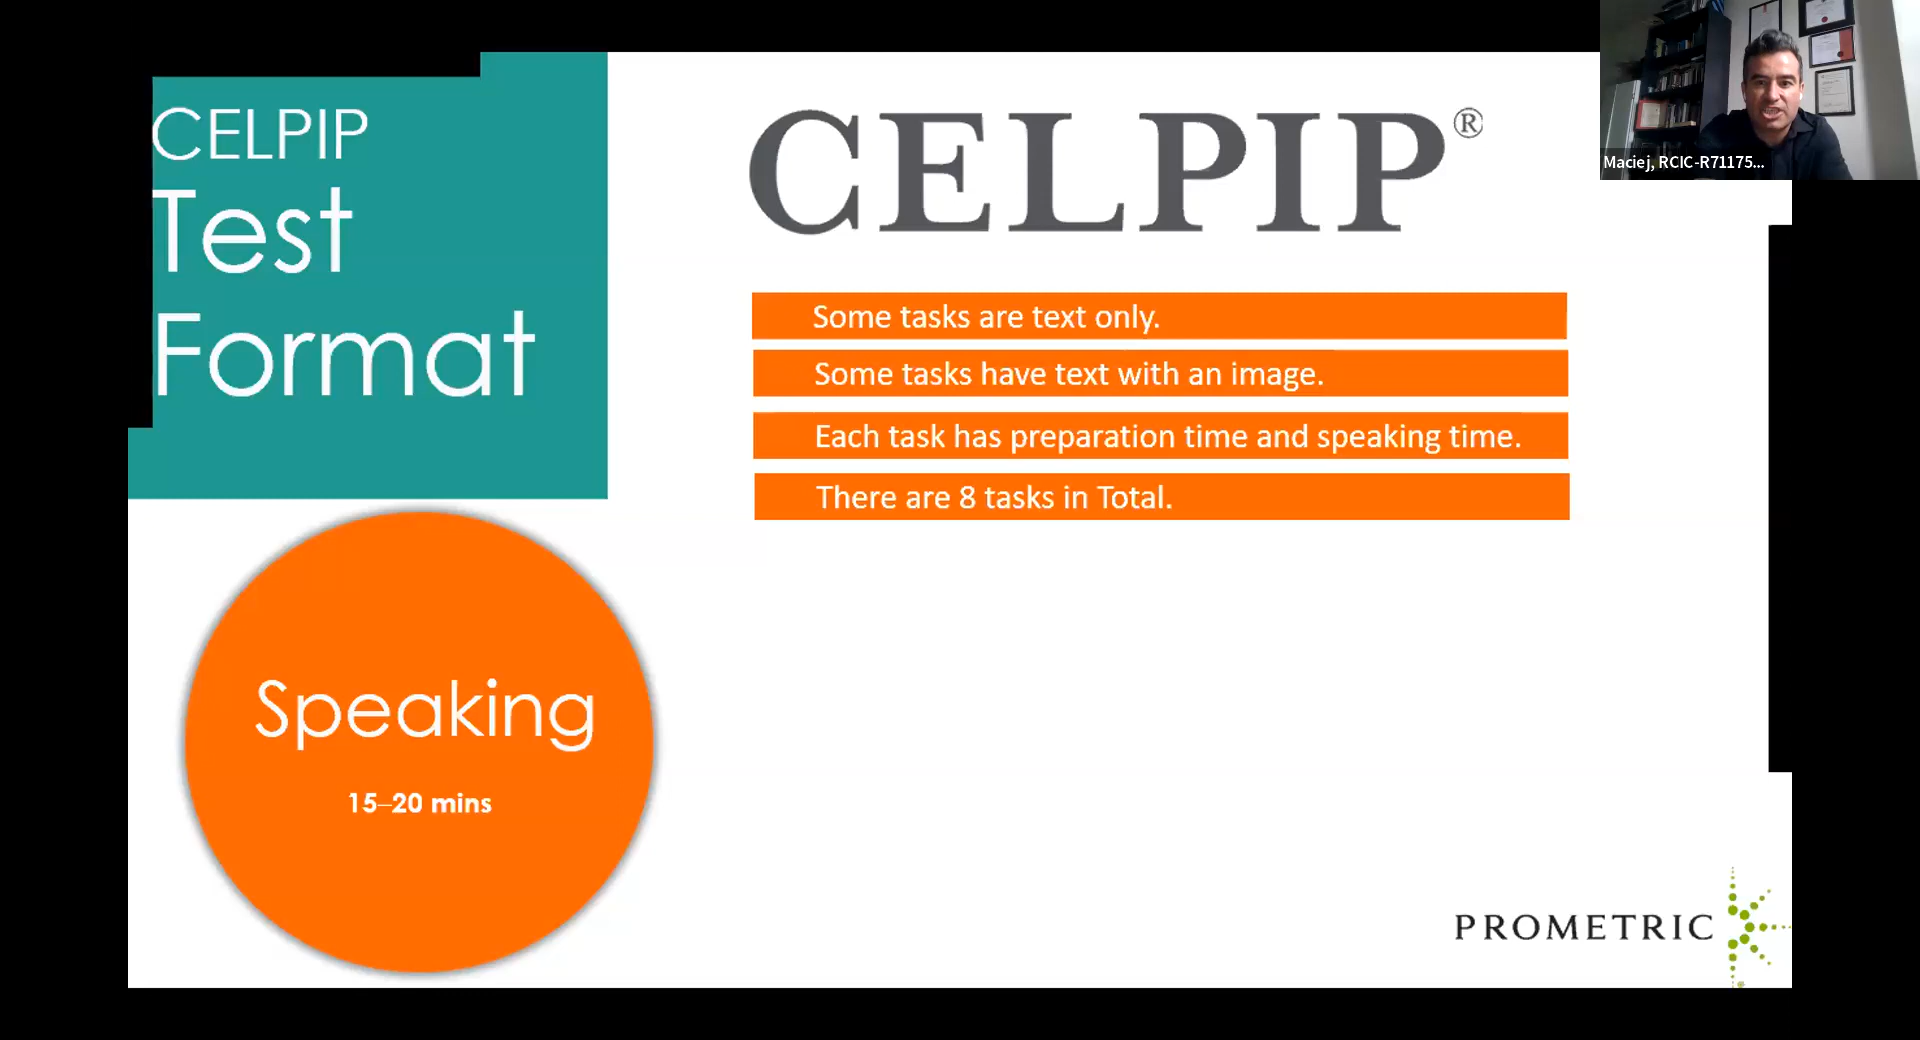 CELPIP
Test
Format
CELPIP®
Some tasks are text only.
Some tasks have text with an image.
Each task has preparation time and speaking time.
There are 8 tasks in Total.
Speaking
15–20 mins
PROMETRIC
Maciej, RCIC-R71175...